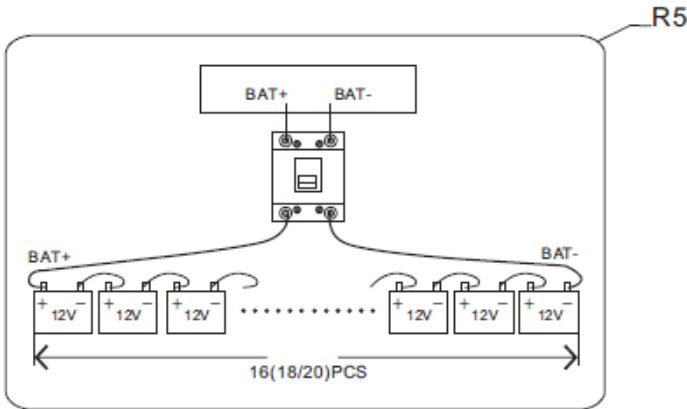 R5
BAT+ BAT-
BAT+ BAT-
+ - + - + - + - + - + -
12V 12V 12V 12V 12V 12V
16(18/20)PCS